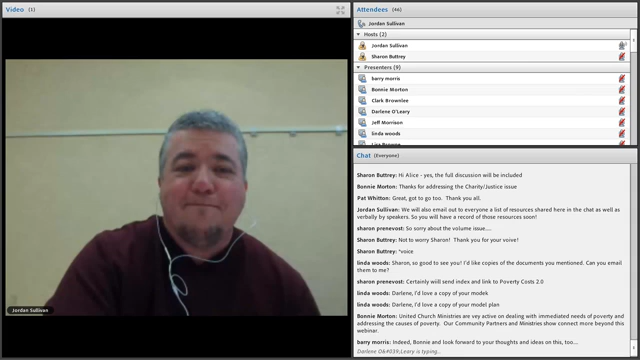 Video (1)
Jordan Sullivan
Attendees (46)
Jordan Sullivan
Hosts (2)
Jordan Sullivan
Sharon Buttrey
Presenters (9)
barry morris
Bonnie Morton
Clark Brownlee
Darlene O'Leary
Jeff Morrison
linda woods
Chat (Everyone)
Sharon Buttrey: Hi Alice - yes, the full discussion will be included
Bonnie Morton: Thanks for addressing the Charity/Justice issue
Pat Whitton: Great, got to go too. Thank you all.
Jordan Sullivan: We will also email out to everyone a list of resources shared here in the chat as well as
verbally by speakers. So you will have a record of those resources soon!
sharon prenevost: So sorry about the volume issue....
Sharon Buttrey: Not to worry Sharon! Thank you for your voive!
Sharon Buttrey: *voice
linda woods: Sharon, so good to see you! I'd like copies of the documents you mentioned. Can you email
them to me?
sharon prenevost: Certainly will send index and link to Poverty Costs 2.0
linda woods: Darlene, I'd love a copy of your modek
linda woods: Darlene, I'd love a copy of your model plan
Bonnie Morton: United Church Ministries are vey active on dealing with immediated needs of poverty and
addressing the causes of poverty. Our Community Partners and Ministries show connect more beyond this
webinar.
barry morris: Indeed, Bonnie and look forward to your thoughts and ideas on this, too...
Darlene O&#039;Leary is typing...